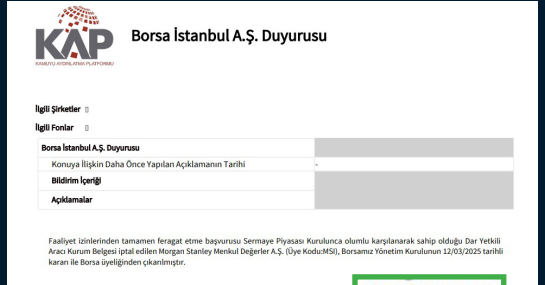 KAP
KAMUYU AYDINLATMA PLATFORMU
Borsa İstanbul A.Ş. Duyurusu
İlgili Şirketler []
İlgili Fonlar []
Borsa İstanbul A.Ş. Duyurusu
Konuya İlişkin Daha Önce Yapılan Açıklamanın Tarihi -
Bildirim İçeriği
Açıklamalar
Faaliyet izinlerinden tamamen feragat etme başvurusu Sermaye Piyasası Kurulunca olumlu karşılanarak sahip olduğu Dar Yetkili
Aracı Kurum Belgesi iptal edilen Morgan Stanley Menkul Değerler A.Ş. (Üye Kodu:MSI), Borsamız Yönetim Kurulunun 12/03/2025 tarihli
kararı ile Borsa üyeliğinden çıkarılmıştır.